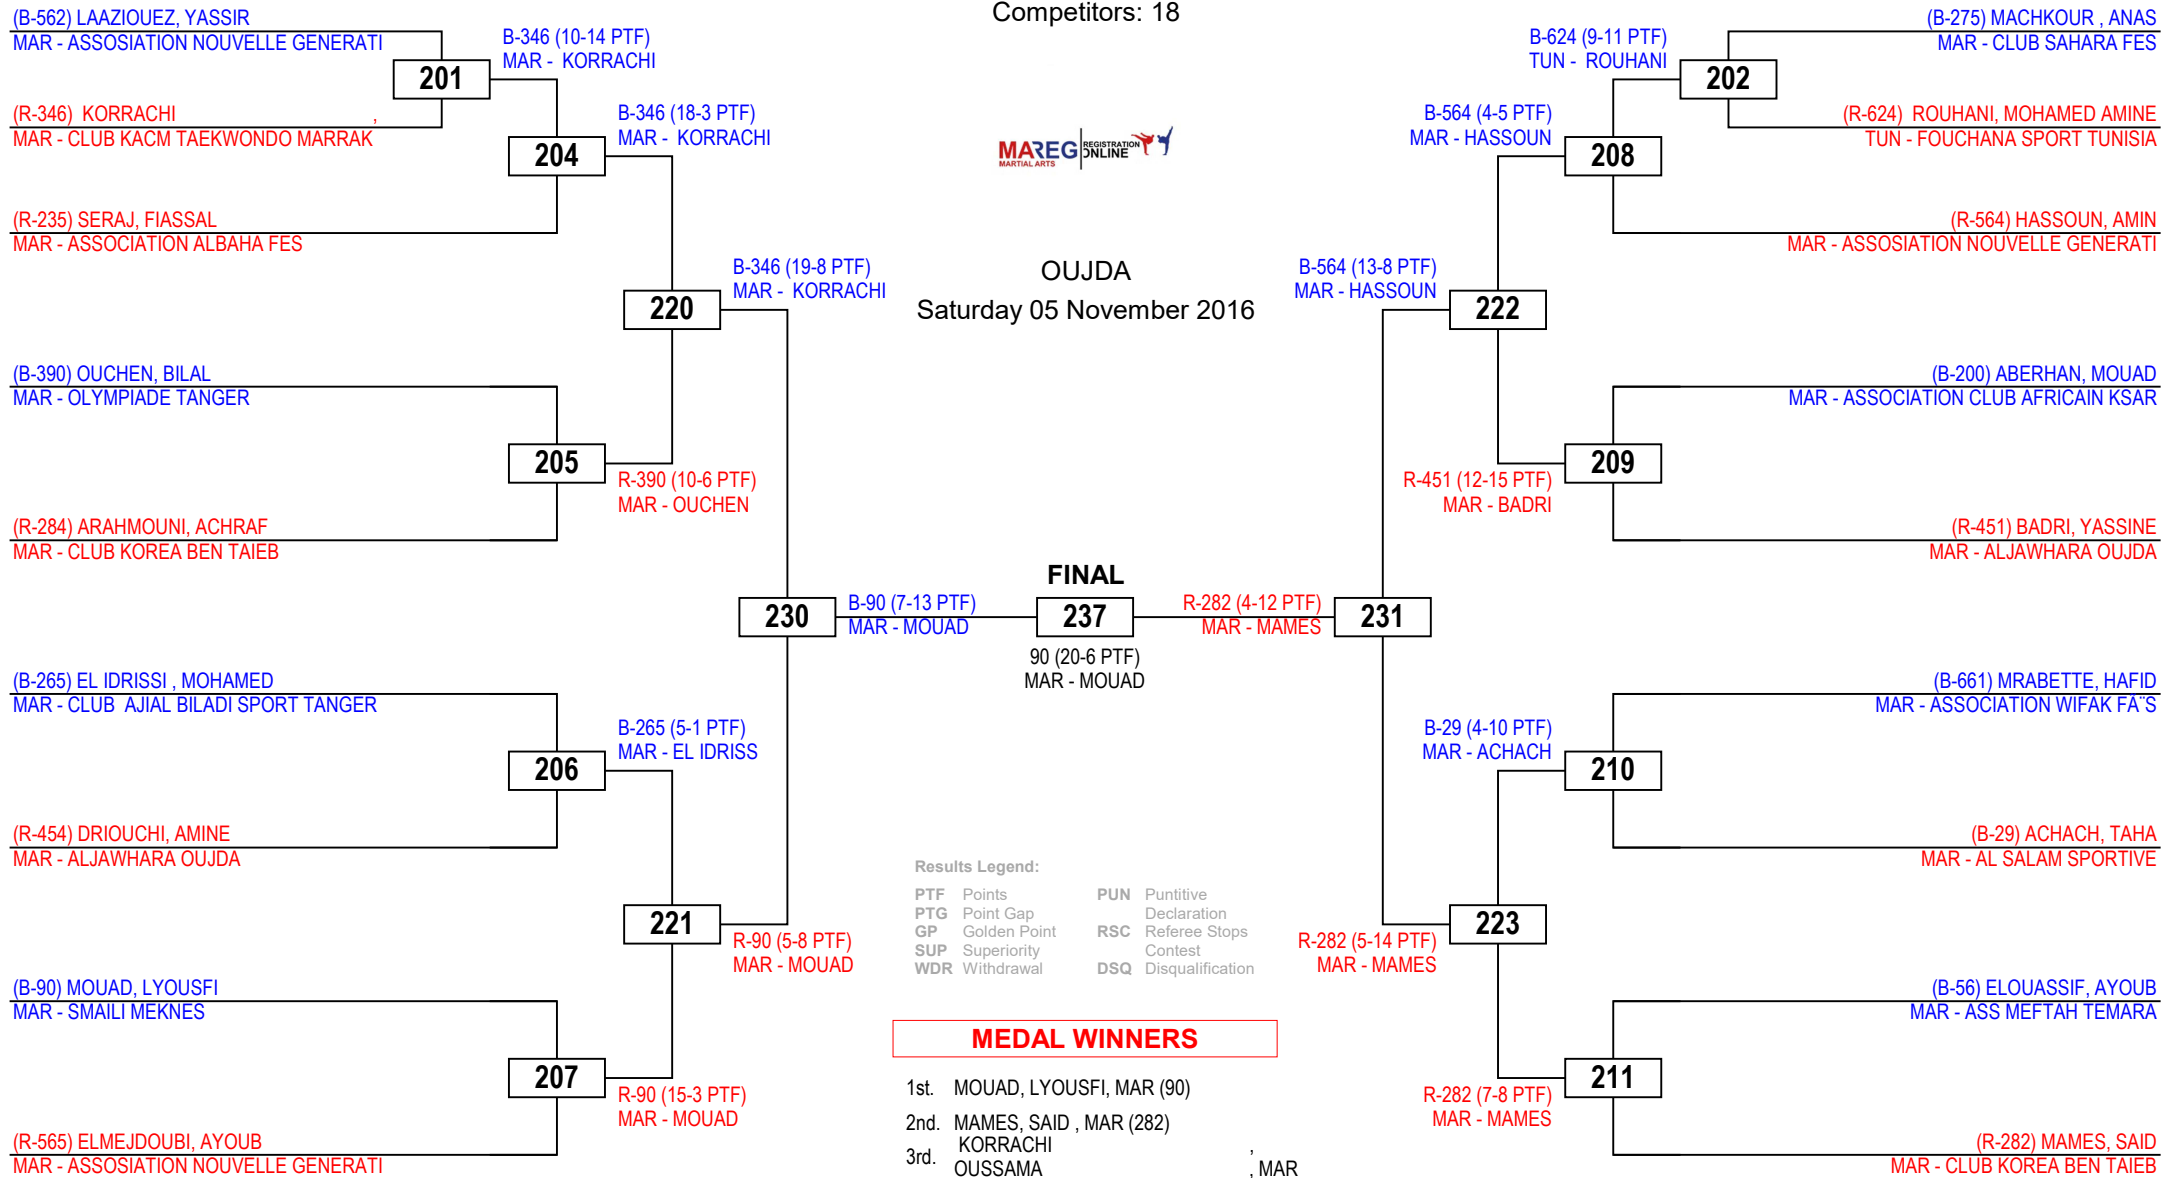 Competitors: 18
(B-562) LAAZIOUEZ, YASSIR
MAR - ASSOSIATION NOUVELLE GENERATI
201
(R-346) KORRACHI ,
MAR - CLUB KACM TAEKWONDO MARRAK
B-346 (10-14 PTF)
MAR - KORRACHI
204
(R-235) SERAJ, FIASSAL
MAR - ASSOCIATION ALBAHA FES
B-346 (18-3 PTF)
MAR - KORRACHI
220
B-346 (19-8 PTF)
MAR - KORRACHI
(B-390) OUCHEN, BILAL
MAR - OLYMPIADE TANGER
205
R-390 (10-6 PTF)
MAR - OUCHEN
(R-284) ARAHMOUNI, ACHRAF
MAR - CLUB KOREA BEN TAIEB
230
B-90 (7-13 PTF)
MAR - MOUAD
(B-265) EL IDRISSI , MOHAMED
MAR - CLUB AJIAL BILADI SPORT TANGER
206
B-265 (5-1 PTF)
MAR - EL IDRISS
(R-454) DRIOUCHI, AMINE
MAR - ALJAWHARA OUJDA
221
R-90 (5-8 PTF)
MAR - MOUAD
(B-90) MOUAD, LYOUSFI
MAR - SMAILI MEKNES
207
R-90 (15-3 PTF)
MAR - MOUAD
(R-565) ELMEJDOUBI, AYOUB
MAR - ASSOSIATION NOUVELLE GENERATI
MAREG REGISTRATION
MARTIAL ARTS ONLINE
OUJDA
Saturday 05 November 2016
FINAL
237
90 (20-6 PTF)
MAR - MOUAD
Results Legend:
PTF Points
PTG Point Gap
GP Golden Point
SUP Superiority
WDR Withdrawal
PUN Puntitive
Declaration
RSC Referee Stops
Contest
DSQ Disqualification
MEDAL WINNERS
1st. MOUAD, LYOUSFI, MAR (90)
2nd. MAMES, SAID , MAR (282)
3rd. KORRACHI ,
OUSSAMA , MAR
(B-275) MACHKOUR , ANAS
MAR - CLUB SAHARA FES
202
B-624 (9-11 PTF)
TUN - ROUHANI
(R-624) ROUHANI, MOHAMED AMINE
TUN - FOUCHANA SPORT TUNISIA
B-564 (4-5 PTF)
MAR - HASSOUN
208
(R-564) HASSOUN, AMIN
MAR - ASSOSIATION NOUVELLE GENERATI
B-564 (13-8 PTF)
MAR - HASSOUN
222
(B-200) ABERHAN, MOUAD
MAR - ASSOCIATION CLUB AFRICAIN KSAR
209
R-451 (12-15 PTF)
MAR - BADRI
(R-451) BADRI, YASSINE
MAR - ALJAWHARA OUJDA
R-282 (4-12 PTF)
MAR - MAMES
231
(B-661) MRABETTE, HAFID
MAR - ASSOCIATION WIFAK FÃ¨S
B-29 (4-10 PTF)
MAR - ACHACH
210
(B-29) ACHACH, TAHA
MAR - AL SALAM SPORTIVE
223
R-282 (5-14 PTF)
MAR - MAMES
(B-56) ELOUASSIF, AYOUB
MAR - ASS MEFTAH TEMARA
211
R-282 (7-8 PTF)
MAR - MAMES
(R-282) MAMES, SAID
MAR - CLUB KOREA BEN TAIEB